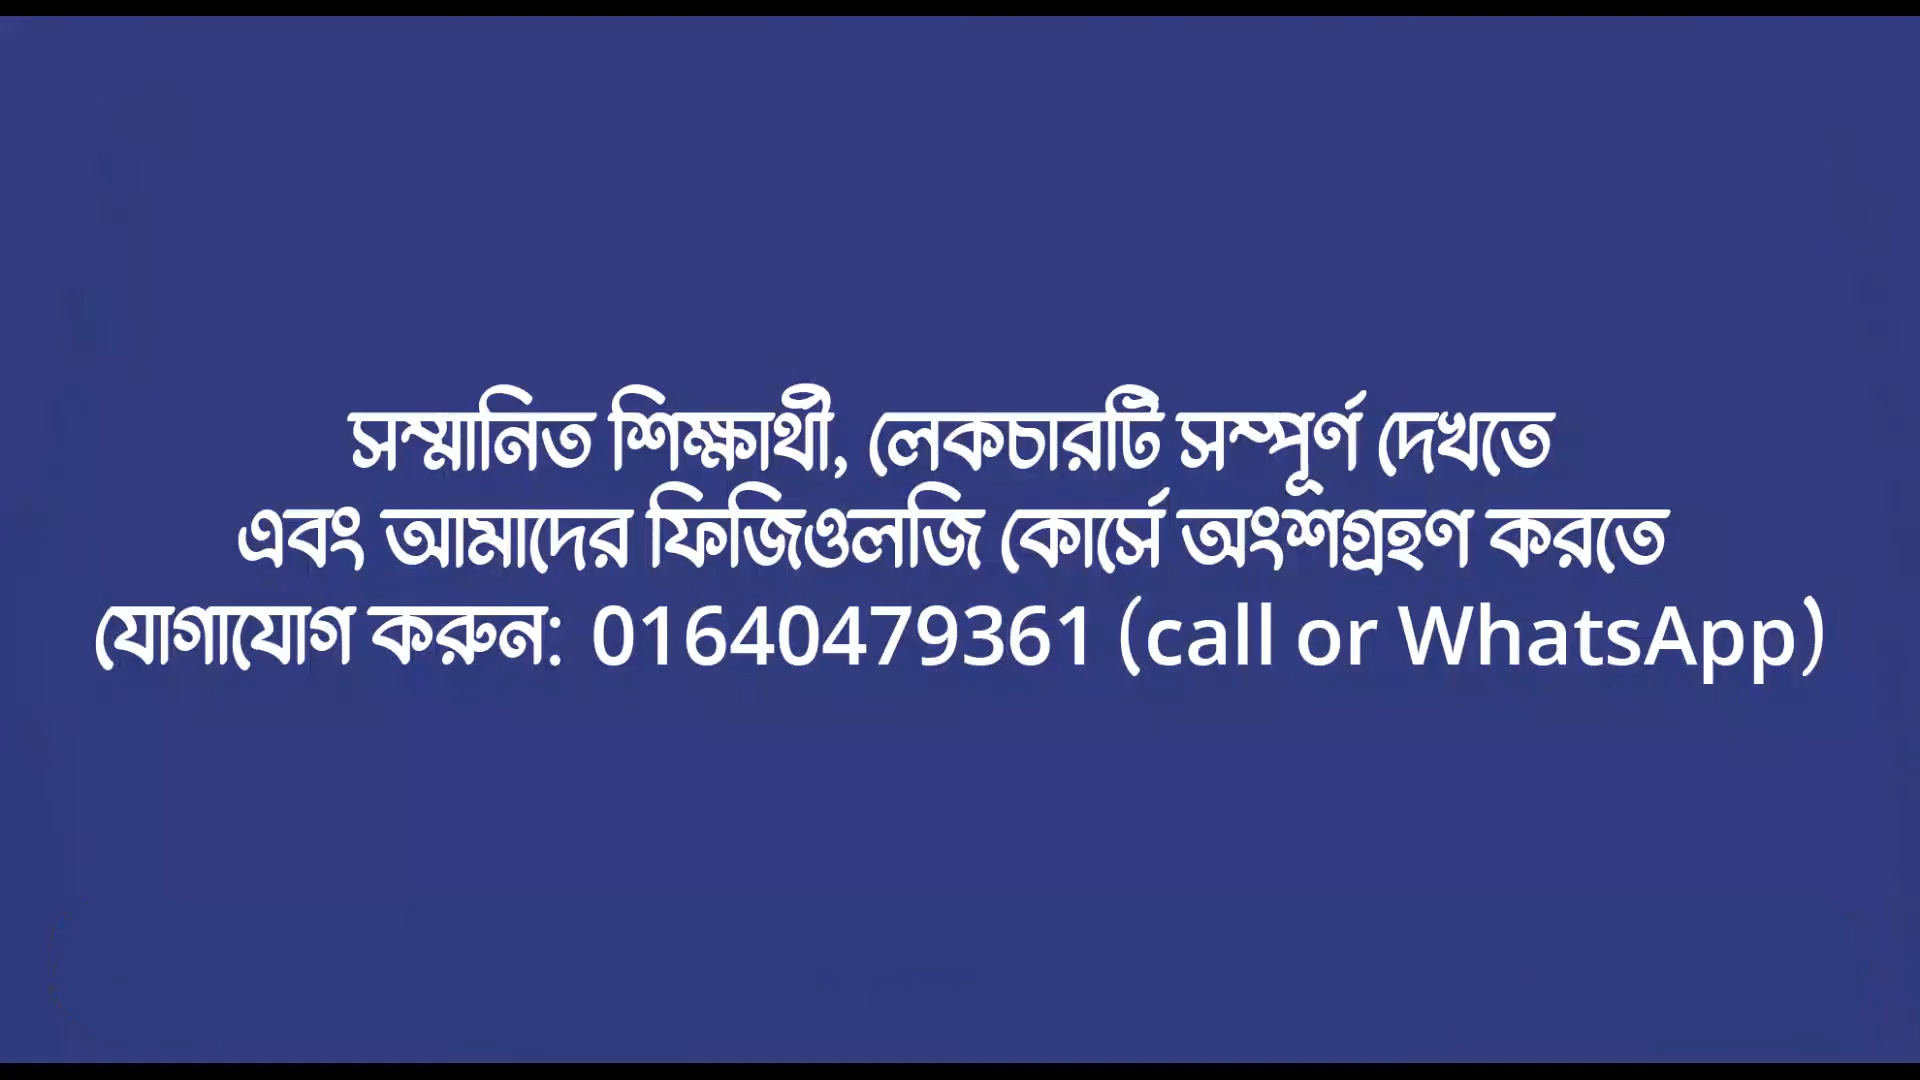 সম্মানিত শিক্ষার্থী, লেকচারটি সম্পূর্ণ দেখতে
এবং আমাদের ফিজিওলজি কোর্সে অংশগ্রহণ করতে
যোগাযোগ করুন: 01640479361 (call or WhatsApp)